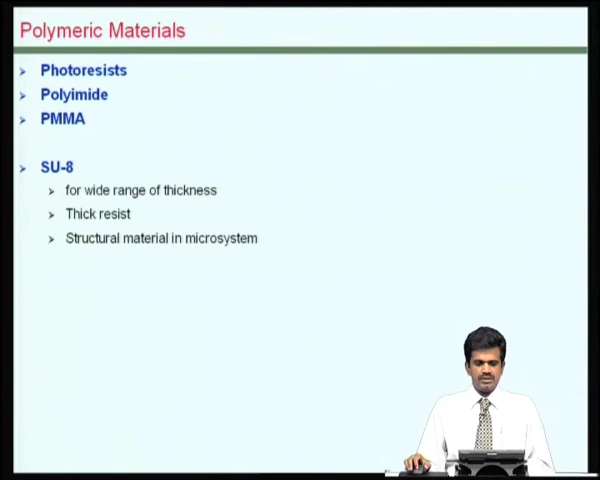 Polymeric Materials
Photoresists
Polyimide
PMMA
SU-8
for wide range of thickness
Thick resist
Structural material in microsystem